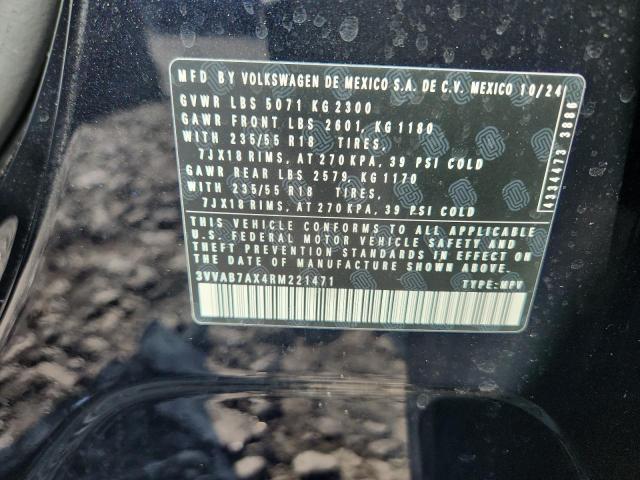 MFD BY VOLKSWAGEN DE MEXICO S.A. DE C.V. MEXICO 10/24
GVWR LBS 5071 KG 2300
GAWR FRONT LBS 2601, KG 1180
WITH 235/55 R18 TIRES,
7JX18 RIMS, AT 270 KPA, 39 PSI COLD
GAWR REAR LBS 2579, KG 1170
WITH 235/55 R18 TIRES,
7JX18 RIMS, AT 270 KPA, 39 PSI COLD
THIS VEHICLE CONFORMS TO ALL APPLICABLE
U.S. FEDERAL MOTOR VEHICLE SAFETY AND
THEFT PREVENTION STANDARDS IN EFFECT ON
THE DATE OF MANUFACTURE SHOWN ABOVE.
3VVAB7AX4RM221471
TYPE: MPV
4334473 3886